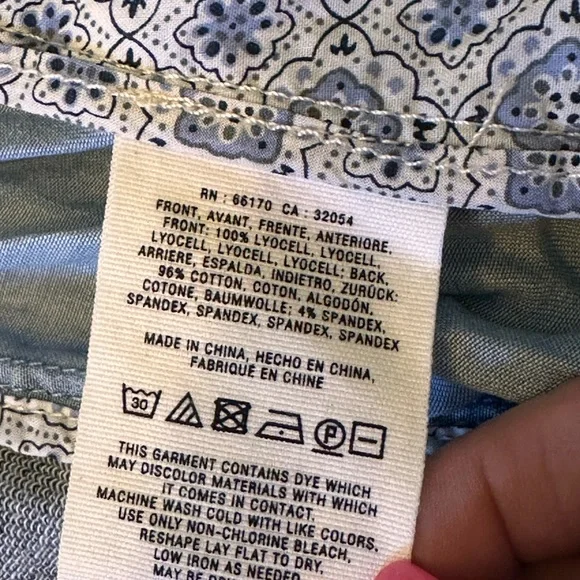 RN : 66170 CA : 32054
FRONT, AVANT, FRENTE, ANTERIORE,
FRONT: 100% LYOCELL, LYOCELL,
LYOCELL, LYOCELL, LYOCELL; BACK,
ARRIERE, ESPALDA, INDIETRO, ZURÜCK:
96% COTTON, COTON, ALGODÓN,
COTONE, BAUMWOLLE; 4% SPANDEX,
SPANDEX, SPANDEX, SPANDEX, SPANDEX
MADE IN CHINA, HECHO EN CHINA,
FABRIQUÉ EN CHINE
30 P
THIS GARMENT CONTAINS DYE WHICH
MAY DISCOLOR MATERIALS WITH WHICH
IT COMES IN CONTACT.
MACHINE WASH COLD WITH LIKE COLORS.
USE ONLY NON-CHLORINE BLEACH.
RESHAPE LAY FLAT TO DRY.
LOW IRON AS NEEDED
MAY BE